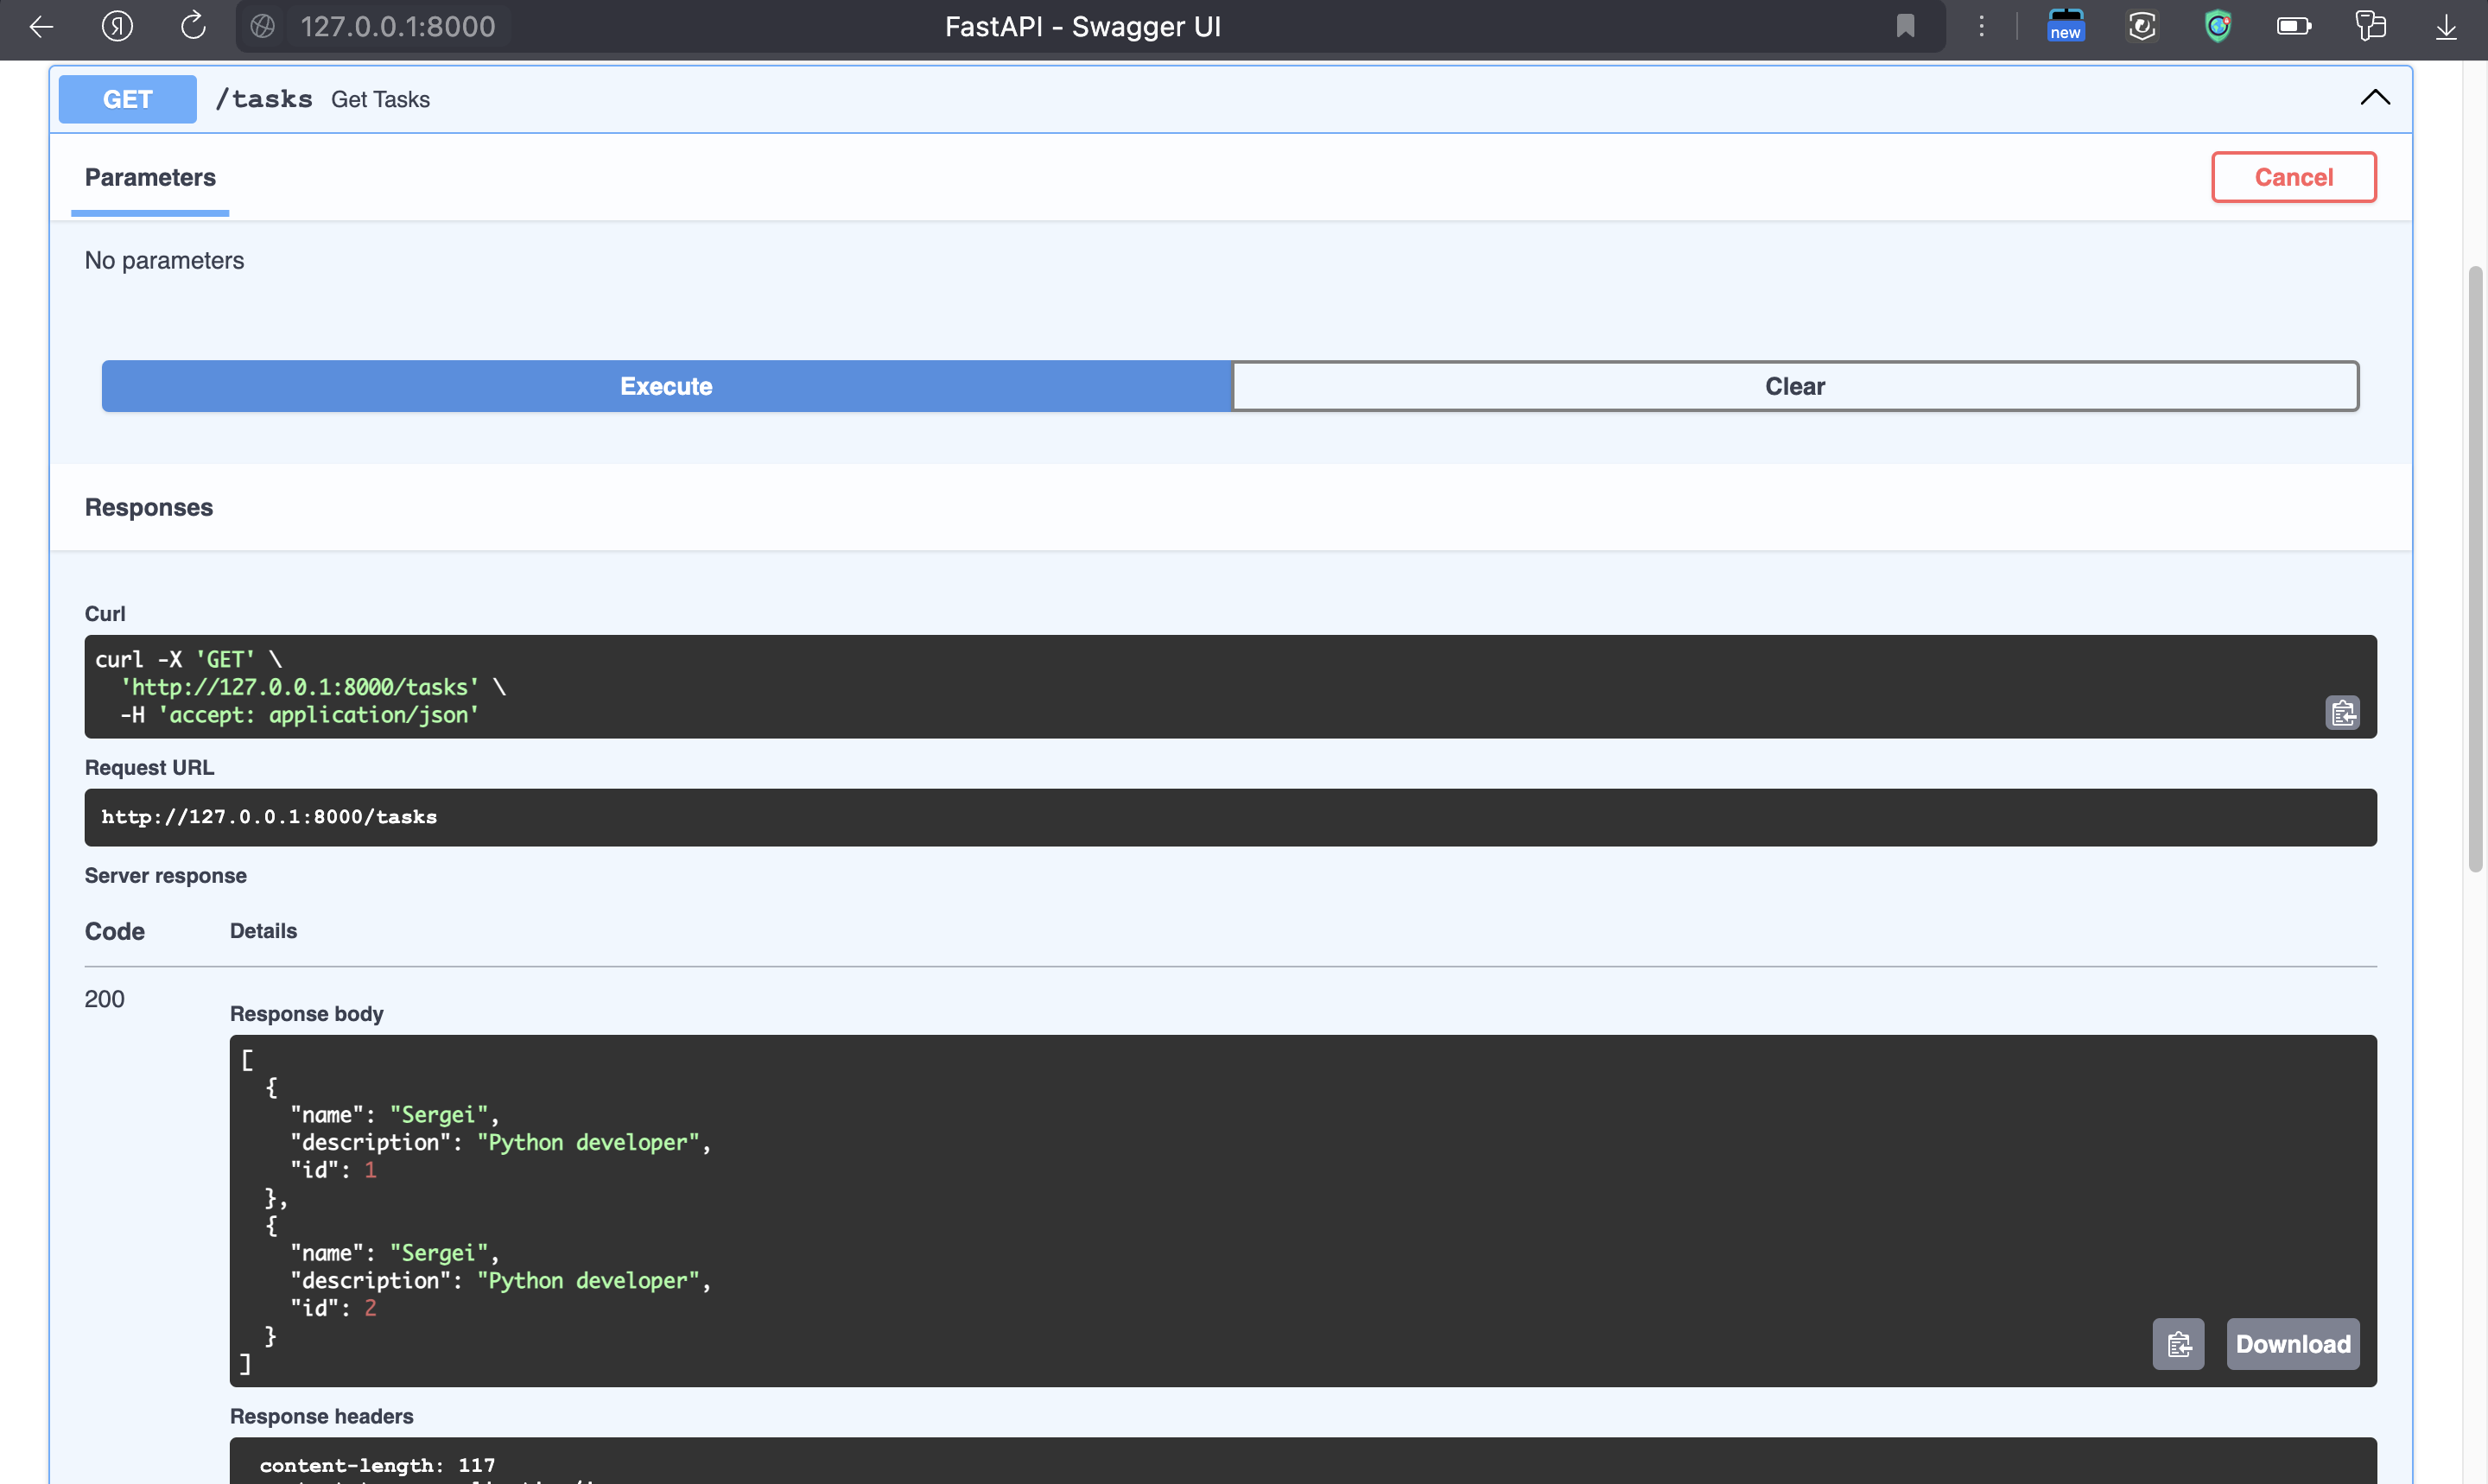 Я
127.0.0.1:8000
FastAPI - Swagger UI
new
GET /tasks Get Tasks
Parameters
Cancel
No parameters
Execute
Clear
Responses
Curl
curl -X 'GET' \
'http://127.0.0.1:8000/tasks' \
-H 'accept: application/json'
Request URL
http://127.0.0.1:8000/tasks
Server response
Code Details
200
Response body
[
{
"name": "Sergei",
"description": "Python developer",
"id": 1
},
{
"name": "Sergei",
"description": "Python developer",
"id": 2
}
]
Download
Response headers
content-length: 117